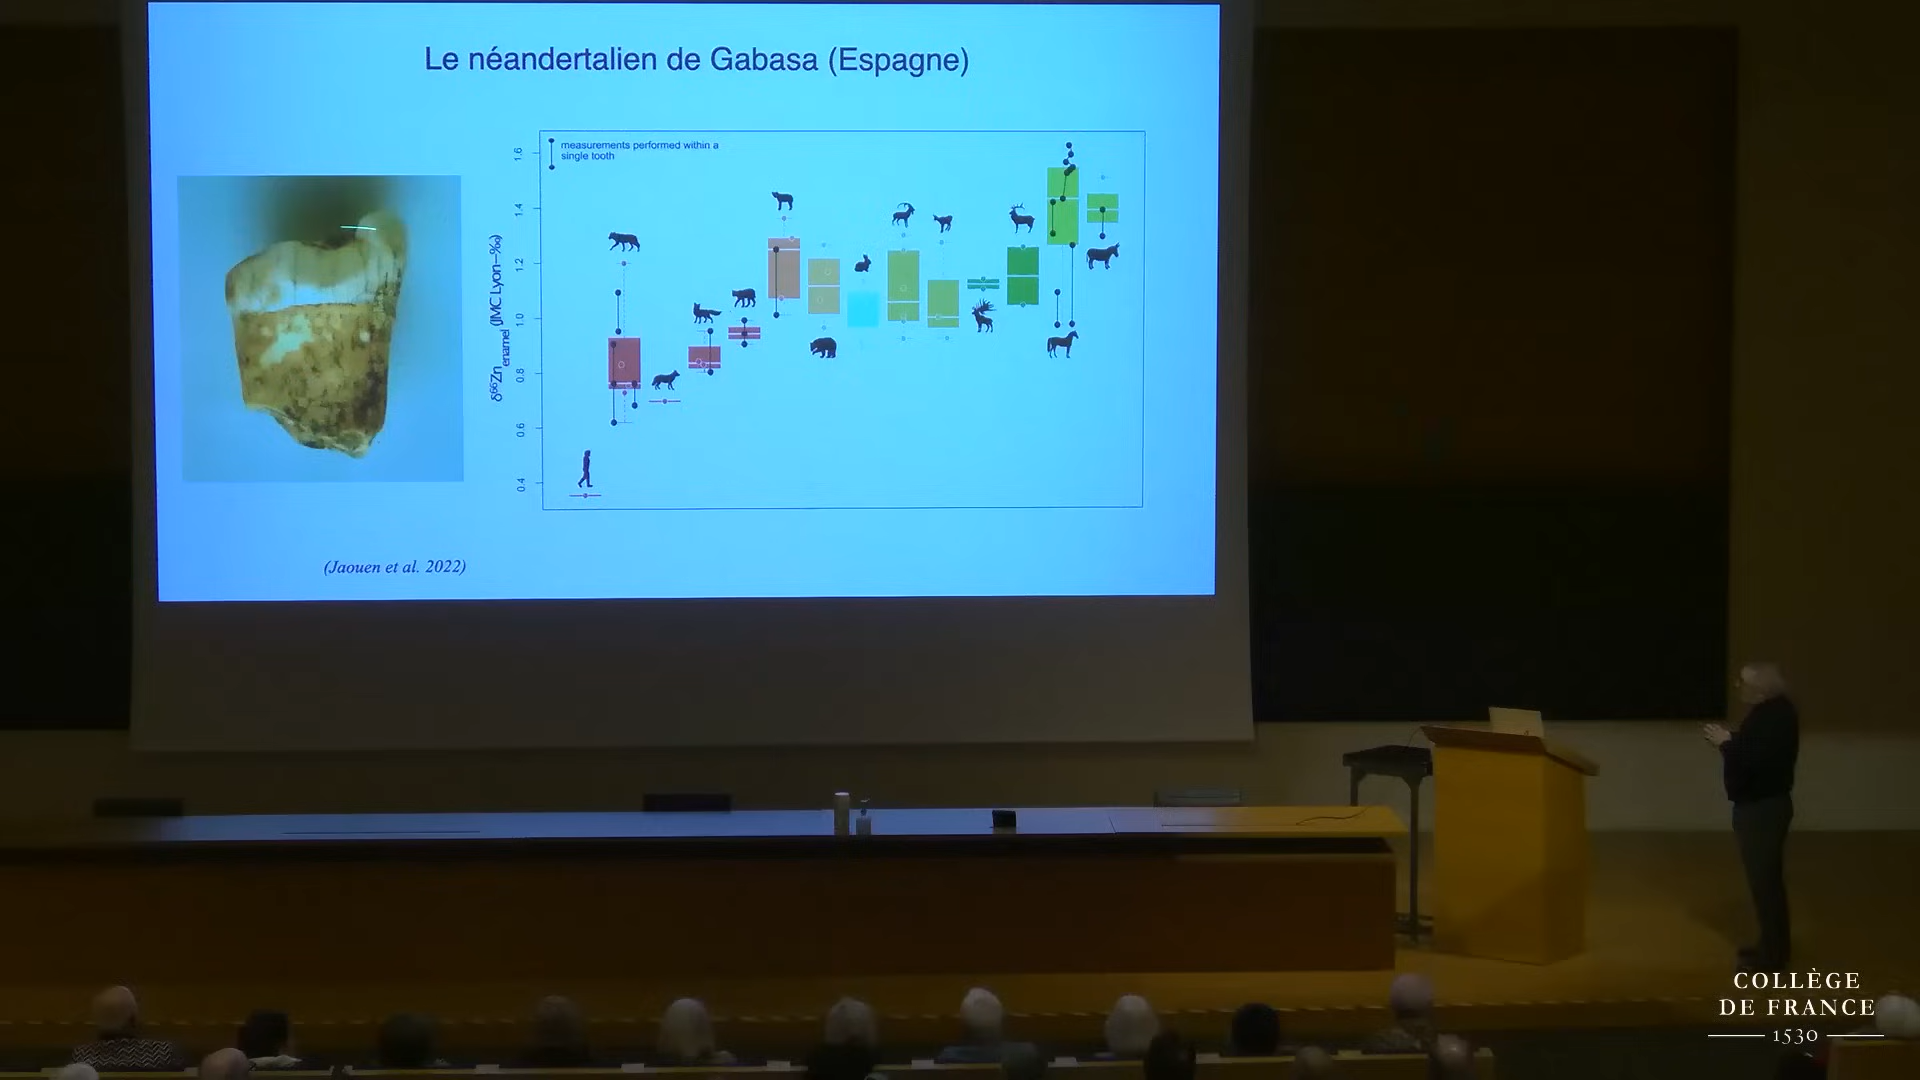 Le néandertalien de Gabasa (Espagne)
measurements performed within a
single tooth
δ⁶⁶Zn enamel (JMC Lyon–‰)
1.6
1.4
1.2
1.0
0.8
0.6
0.4
(Jaouen et al. 2022)
COLLÈGE
DE FRANCE
1530